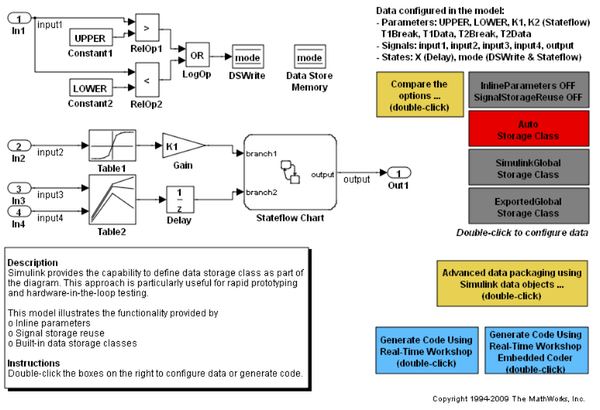 1
In1
input1
UPPER
Constant1
>
RelOp1
LOWER
Constant2
<
RelOp2
OR
LogOp
mode
DSWrite
mode
Data Store
Memory
2
In2
input2
Table1
K1
Gain
3
In3
input3
4
In4
input4
Table2
1
z
Delay
branch1
branch2
output
Stateflow Chart
output
1
Out1
Data configured in the model:
- Parameters: UPPER, LOWER, K1, K2 (Stateflow)
T1Break, T1Data, T2Break, T2Data
- Signals: input1, input2, input3, input4, output
- States: X (Delay), mode (DSWrite & Stateflow)
Compare the
options ...
(double-click)
InlineParameters OFF
SignalStorageReuse OFF
Auto
Storage Class
SimulinkGlobal
Storage Class
ExportedGlobal
Storage Class
Double-click to configure data
Advanced data packaging using
Simulink data objects ...
(double-click)
Generate Code Using
Real-Time Workshop
(double-click)
Generate Code Using
Real-Time Workshop
Embedded Coder
(double-click)
Description
Simulink provides the capability to define data storage class as part of
the diagram. This approach is particularly useful for rapid prototyping
and hardware-in-the-loop testing.
This model illustrates the functionality provided by
o Inline parameters
o Signal storage reuse
o Built-in data storage classes
Instructions
Double-click the boxes on the right to configure data or generate code.
Copyright 1994-2009 The MathWorks, Inc.